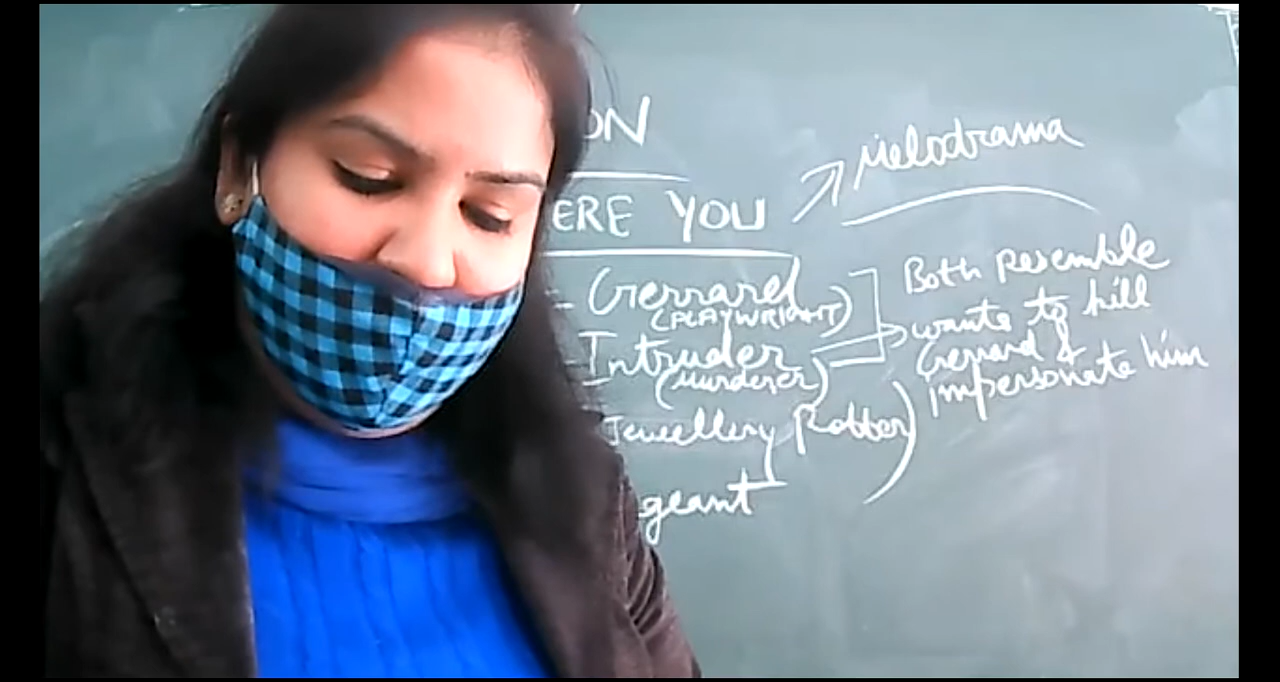 ON
Melodrama
ERE YOU
Gerrard
(PLAYWRIGHT)
Intruder
(Murderer)
Jewellery Robber)
geant
Both resemble
wants to kill
Gerrard &
impersonate him